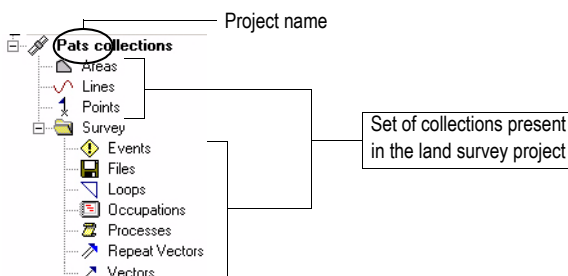 Project name
Pats collections
Areas
Lines
Points
Survey
Events
Files
Loops
Occupations
Processes
Repeat Vectors
Vectors
Set of collections present
in the land survey project